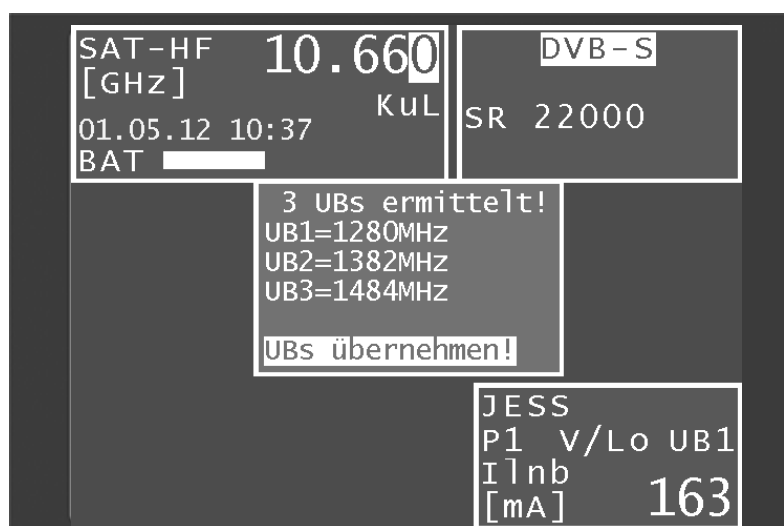 SAT-HF 10.660
[GHz]
KuL
01.05.12 10:37
BAT
DVB-S
SR 22000
3 UBs ermittelt!
UB1=1280MHz
UB2=1382MHz
UB3=1484MHz
UBs übernehmen!
JESS
P1 V/Lo UB1
Ilnb
[mA] 163